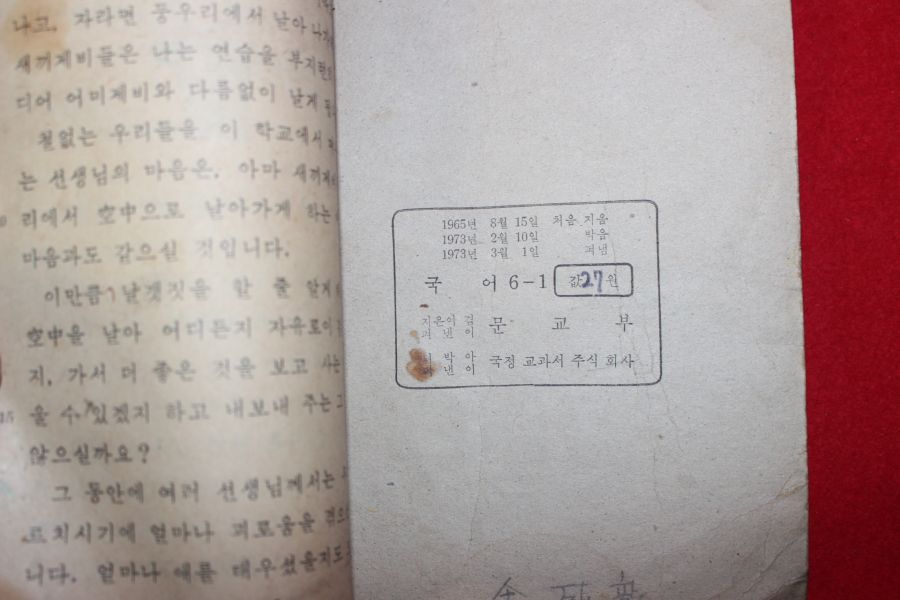 나고, 자라면 둥우리에서 날아
새끼제비들은 나는 연습을
디어 어미제비와 다름없이 날게
철없는 우리들을 이 학교에서
는 선생님의 마음은, 아마
리에서 空中으로 날아가게 하는
마음과도 같으실 것입니다.
이만큼 날갯짓을 할 줄 알게
空中을 날아 어디든지 자유로이
지, 가서 더 좋은 것을 보고 사는
15 울 수 있겠지 하고 내보내 주는
않으실까요?
그 동안에 여러 선생님께서는
르치시기에 얼마나 괴로움을
니다. 얼마나 애를 태우셨을지도
1965년 8월 15일 처음 지음
1973년 2월 10일 박음
1973년 3월 1일 펴냄
국 어 6-1 값 27 원
지은이 겸
펴 낸 이 문 교 부
박 아
펴 낸 이 국정 교과서 주식 회사